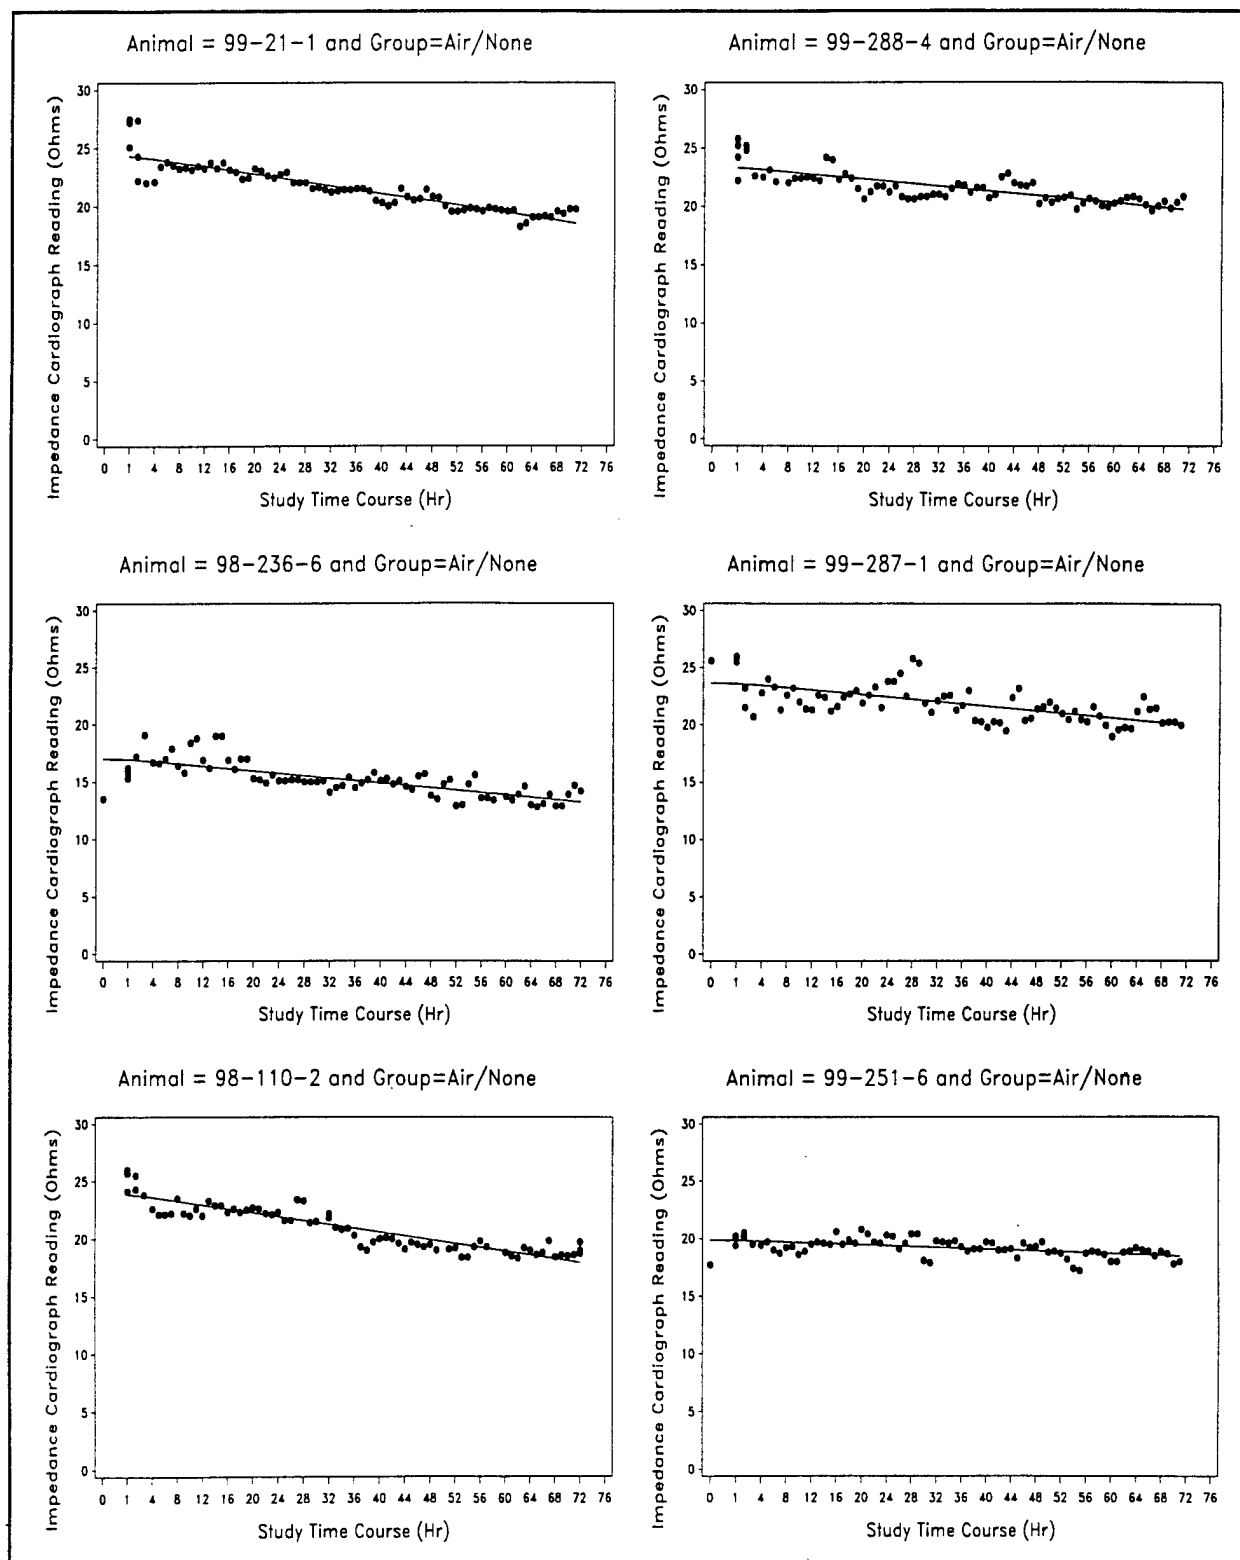 Animal = 99-21-1 and Group=Air/None
Impedance Cardiograph Reading (Ohms)
30
25
20
15
10
5
0
0 1 4 8 12 16 20 24 28 32 36 40 44 48 52 56 60 64 68 72 76
Study Time Course (Hr)
Animal = 99-288-4 and Group=Air/None
Impedance Cardiograph Reading (Ohms)
30
25
20
15
10
5
0
0 1 4 8 12 16 20 24 28 32 36 40 44 48 52 56 60 64 68 72 76
Study Time Course (Hr)
Animal = 98-236-6 and Group=Air/None
Impedance Cardiograph Reading (Ohms)
30
25
20
15
10
5
0
0 1 4 8 12 16 20 24 28 32 36 40 44 48 52 56 60 64 68 72 76
Study Time Course (Hr)
Animal = 99-287-1 and Group=Air/None
Impedance Cardiograph Reading (Ohms)
30
25
20
15
10
5
0
0 1 4 8 12 16 20 24 28 32 36 40 44 48 52 56 60 64 68 72 76
Study Time Course (Hr)
Animal = 98-110-2 and Group=Air/None
Impedance Cardiograph Reading (Ohms)
30
25
20
15
10
5
0
0 1 4 8 12 16 20 24 28 32 36 40 44 48 52 56 60 64 68 72 76
Study Time Course (Hr)
Animal = 99-251-6 and Group=Air/None
Impedance Cardiograph Reading (Ohms)
30
25
20
15
10
5
0
0 1 4 8 12 16 20 24 28 32 36 40 44 48 52 56 60 64 68 72 76
Study Time Course (Hr)